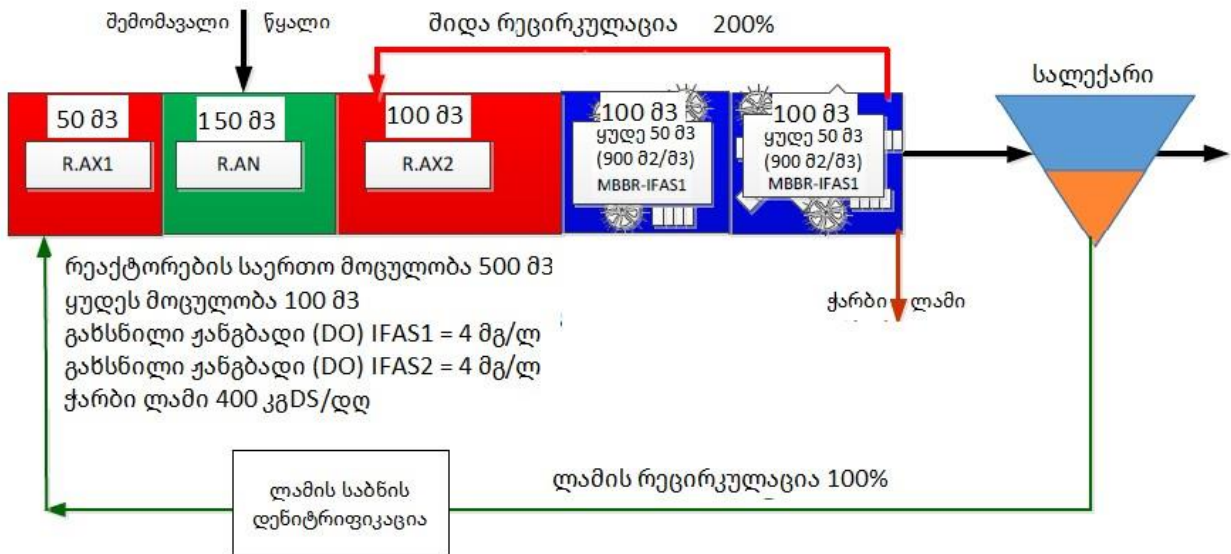 შემომავალი წყალი
შიდა რეცირკულაცია 200%
სალექარი
50 მ3
R.AX1
150 მ3
R.AN
100 მ3
R.AX2
100 მ3
ყუდე 50 მ3
(900 მ2/მ3)
MBBR-IFAS1
100 მ3
ყუდე 50 მ3
(900 მ2/მ3)
MBBR-IFAS1
რეაქტორების საერთო მოცულობა 500 მ3
ყუდეს მოცულობა 100 მ3
გახსნილი ჟანგბადი (DO) IFAS1 = 4 მგ/ლ
გახსნილი ჟანგბადი (DO) IFAS2 = 4 მგ/ლ
ჭარბი ლამი 400 კგDS/დღ
ჭარბი ლამი
ლამის რეცირკულაცია 100%
ლამის საბნის
დენიტრიფიკაცია